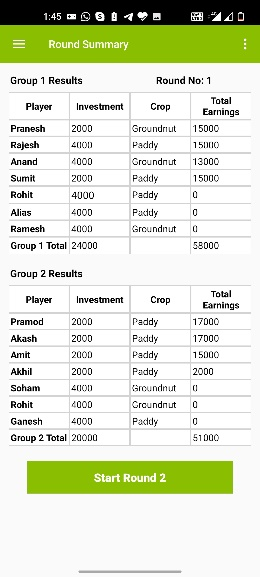 1:45
Round Summary
Group 1 Results Round No: 1
Player Investment Crop Total Earnings
Pranesh 2000 Groundnut 15000
Rajesh 4000 Paddy 15000
Anand 4000 Groundnut 13000
Sumit 2000 Paddy 15000
Rohit 4000 Paddy 0
Alias 4000 Paddy 0
Ramesh 4000 Groundnut 0
Group 1 Total 24000 58000
Group 2 Results
Player Investment Crop Total Earnings
Pramod 2000 Paddy 17000
Akash 2000 Paddy 17000
Amit 2000 Paddy 15000
Akhil 2000 Paddy 2000
Soham 4000 Groundnut 0
Rohit 4000 Groundnut 0
Ganesh 4000 Paddy 0
Group 2 Total 20000 51000
Start Round 2